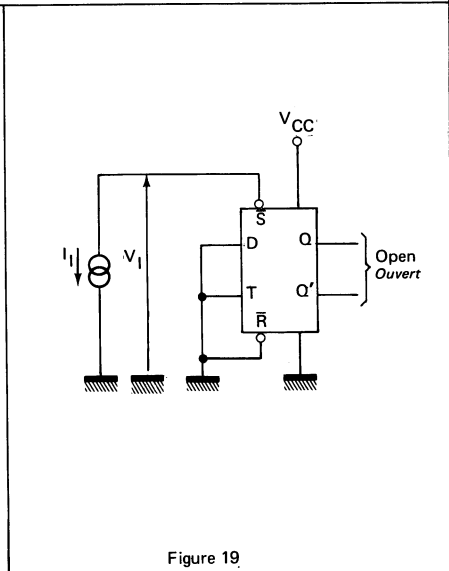 V_CC
S̅
I_I
V_I
D
Q
Open
Ouvert
T
Q'
R̅
Figure 19